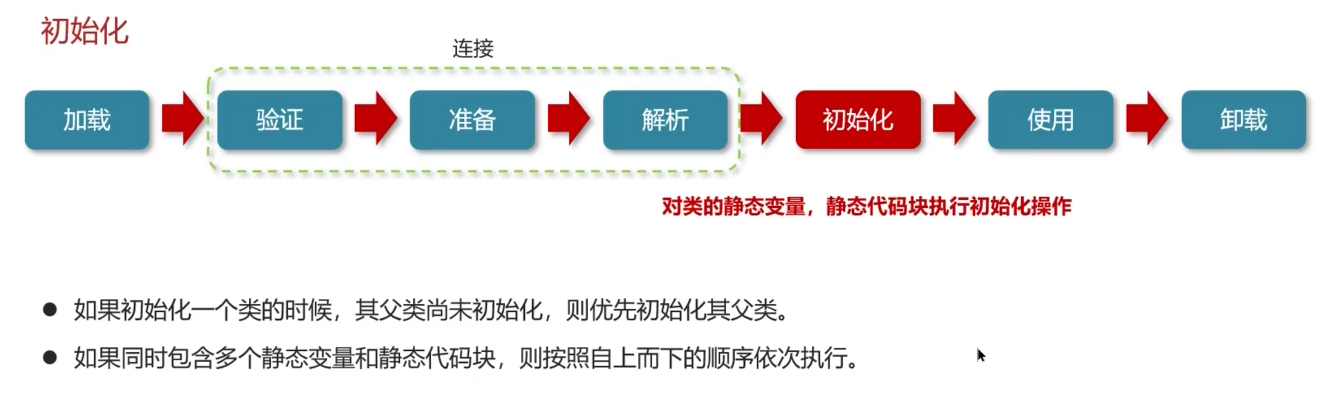 初始化
连接
加载
验证
准备
解析
初始化
使用
卸载
对类的静态变量，静态代码块执行初始化操作
● 如果初始化一个类的时候，其父类尚未初始化，则优先初始化其父类。
● 如果同时包含多个静态变量和静态代码块，则按照自上而下的顺序依次执行。